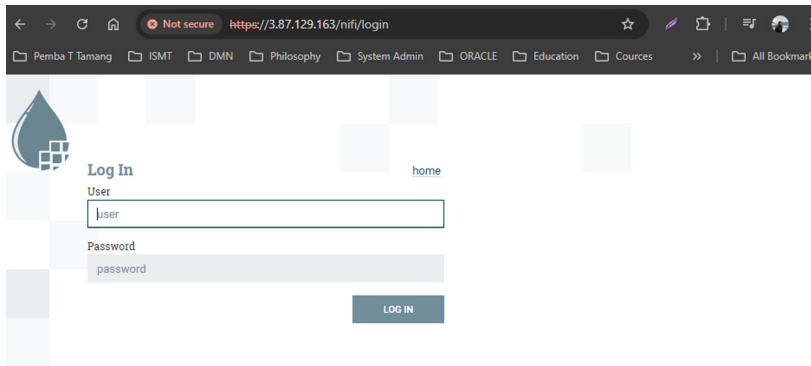 Not secure https://3.87.129.163/nifi/login
Pemba T Tamang ISMT DMN Philosophy System Admin ORACLE Education Cources » All Bookmark
Log In home
User
user
Password
password
LOG IN